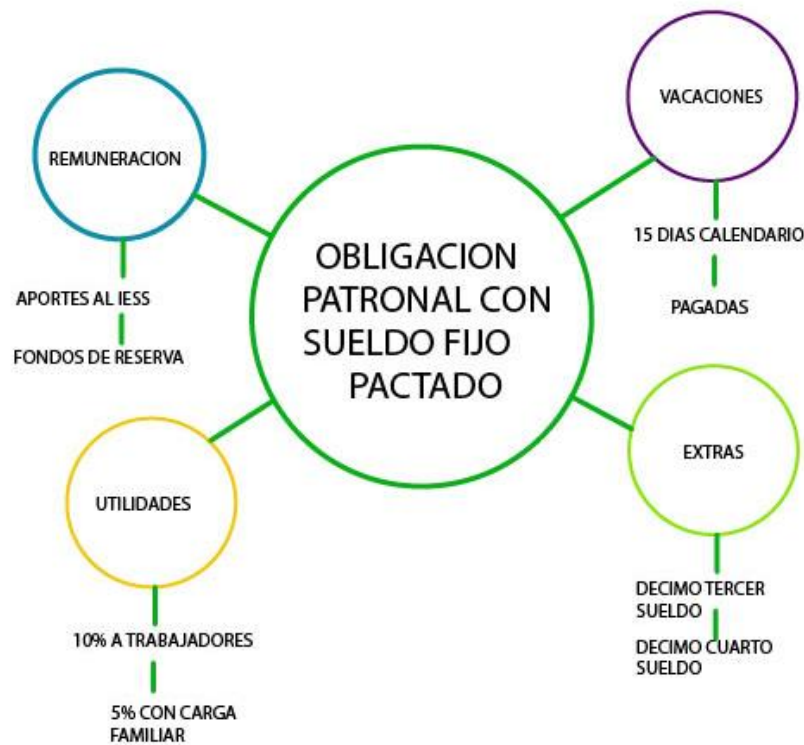 OBLIGACION
PATRONAL CON
SUELDO FIJO
PACTADO
REMUNERACION
APORTES AL IESS
FONDOS DE RESERVA
VACACIONES
15 DIAS CALENDARIO
PAGADAS
UTILIDADES
10% A TRABAJADORES
5% CON CARGA
FAMILIAR
EXTRAS
DECIMO TERCER
SUELDO
DECIMO CUARTO
SUELDO